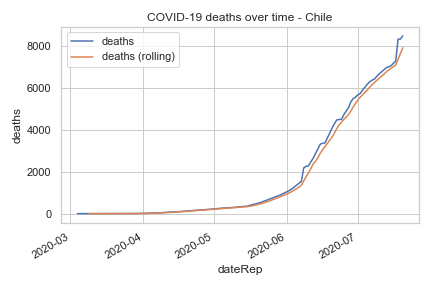 COVID-19 deaths over time - Chile
deaths
deaths (rolling)
8000
6000
4000
2000
0
deaths
2020-03
2020-04
2020-05
2020-06
2020-07
dateRep